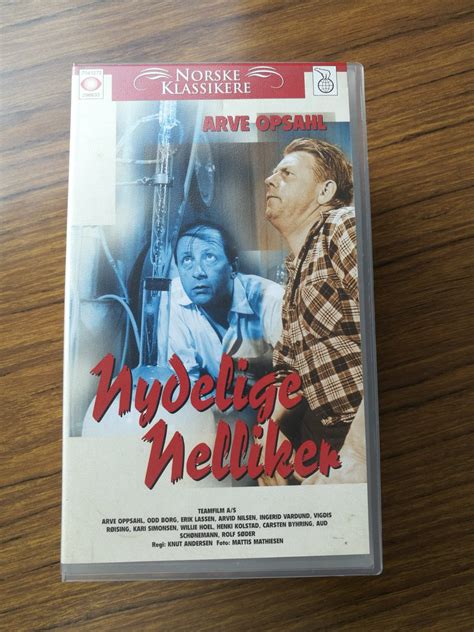 NORSKE
KLASSIKERE
ARVE OPSAHL
Nydelige
Nelliker
TEAMFILM A/S
ARVE OPPSAHL, ODD BORG, ERIK LASSEN, ARVID NILSEN, INGERID VARDUND, VIGDIS
RØISING, KARI SIMONSEN, WILLIE HOEL, HENKI KOLSTAD, CARSTEN BYHRING, AUD
SCHØNEMANN, ROLF SØDER
Regi: KNUT ANDERSEN Foto: MATTIS MATHIESEN